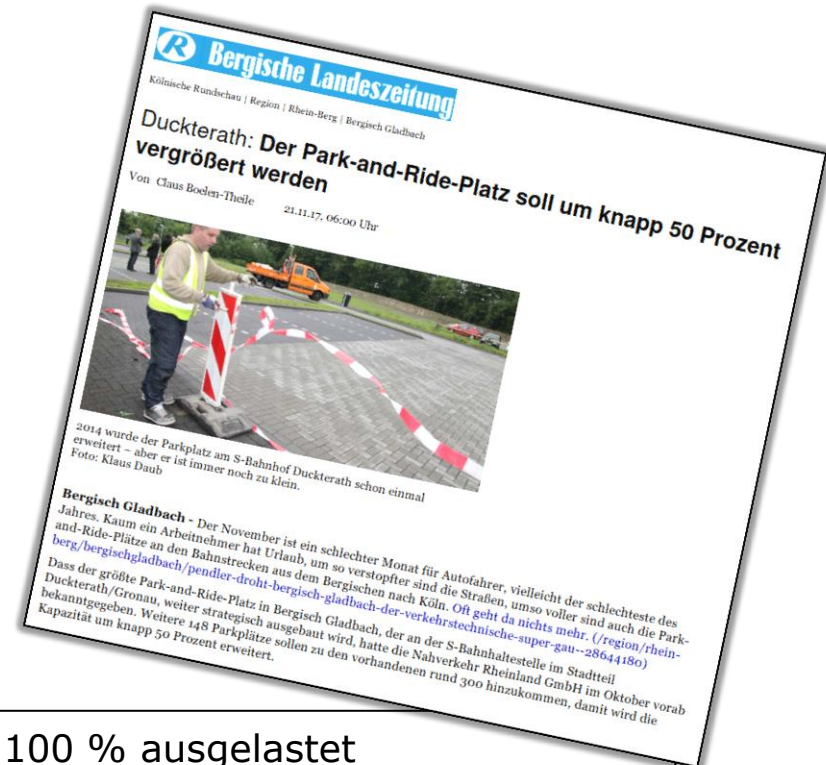 R Bergische Landeszeitung
Kölnische Rundschau | Region | Rhein-Berg | Bergisch Gladbach
Duckterath: Der Park-and-Ride-Platz soll um knapp 50 Prozent
vergrößert werden
Von Claus Boelen-Theile 21.11.17, 06:00 Uhr
2014 wurde der Parkplatz am S-Bahnhof Duckterath schon einmal
erweitert – aber er ist immer noch zu klein.
Foto: Klaus Daub
Bergisch Gladbach - Der November ist ein schlechter Monat für Autofahrer, vielleicht der schlechteste des
Jahres. Kaum ein Arbeitnehmer hat Urlaub, um so verstopfter sind die Straßen, umso voller sind auch die Park-
and-Ride-Plätze an den Bahnstrecken aus dem Bergischen nach Köln. Oft geht da nichts mehr. (/region/rhein-
berg/bergischgladbach/pendler-droht-bergisch-gladbach-der-verkehrstechnische-super-gau--28644180)
Dass der größte Park-and-Ride-Platz in Bergisch Gladbach, der an der S-Bahnhaltestelle im Stadtteil
Duckterath/Gronau, weiter strategisch ausgebaut wird, hatte die Nahverkehr Rheinland GmbH im Oktober vorab
bekanntgegeben. Weitere 148 Parkplätze sollen zu den vorhandenen rund 300 hinzukommen, damit wird die
Kapazität um knapp 50 Prozent erweitert.
100 % ausgelastet